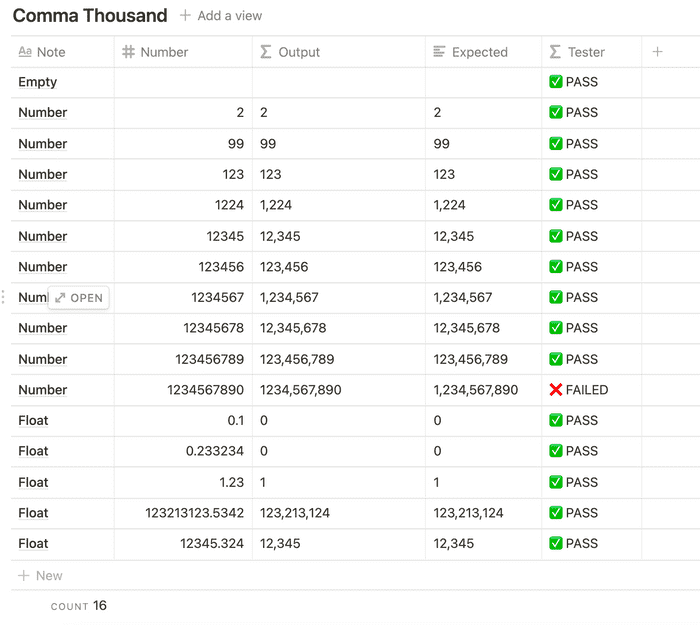 Comma Thousand + Add a view
Aa Note # Number Σ Output Expected Σ Tester +
Empty ✅ PASS
Number 2 2 2 ✅ PASS
Number 99 99 99 ✅ PASS
Number 123 123 123 ✅ PASS
Number 1224 1,224 1,224 ✅ PASS
Number 12345 12,345 12,345 ✅ PASS
Number 123456 123,456 123,456 ✅ PASS
Num OPEN 1234567 1,234,567 1,234,567 ✅ PASS
Number 12345678 12,345,678 12,345,678 ✅ PASS
Number 123456789 123,456,789 123,456,789 ✅ PASS
Number 1234567890 1234,567,890 1,234,567,890 ❌ FAILED
Float 0.1 0 0 ✅ PASS
Float 0.233234 0 0 ✅ PASS
Float 1.23 1 1 ✅ PASS
Float 123213123.5342 123,213,124 123,213,124 ✅ PASS
Float 12345.324 12,345 12,345 ✅ PASS
+ New
COUNT 16